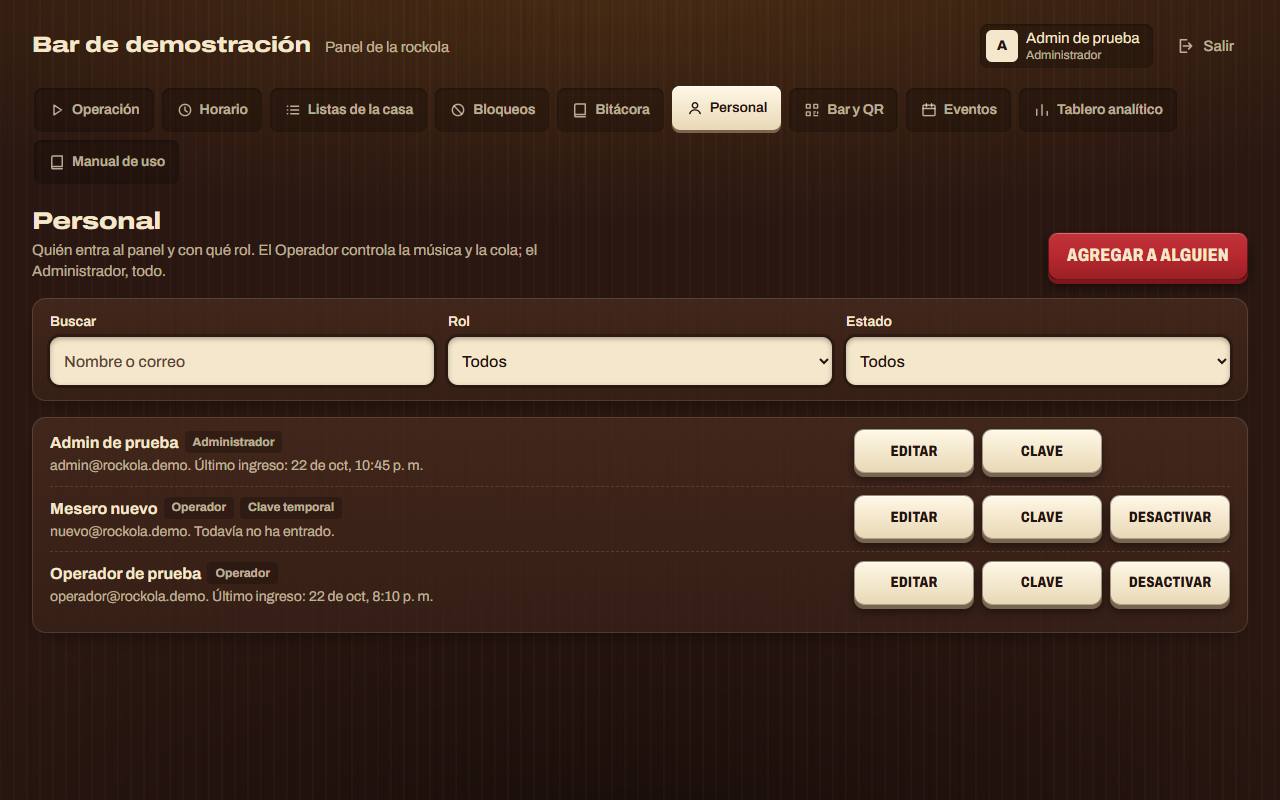 Bar de demostración Panel de la rockola
A Admin de prueba
Administrador
Salir
Operación Horario Listas de la casa Bloqueos Bitácora Personal Bar y QR Eventos Tablero analítico
Manual de uso
Personal
Quién entra al panel y con qué rol. El Operador controla la música y la cola; el
Administrador, todo.
AGREGAR A ALGUIEN
Buscar Rol Estado
Nombre o correo Todos Todos
Admin de prueba Administrador
admin@rockola.demo. Último ingreso: 22 de oct, 10:45 p. m.
EDITAR CLAVE
Mesero nuevo Operador Clave temporal
nuevo@rockola.demo. Todavía no ha entrado.
EDITAR CLAVE DESACTIVAR
Operador de prueba Operador
operador@rockola.demo. Último ingreso: 22 de oct, 8:10 p. m.
EDITAR CLAVE DESACTIVAR